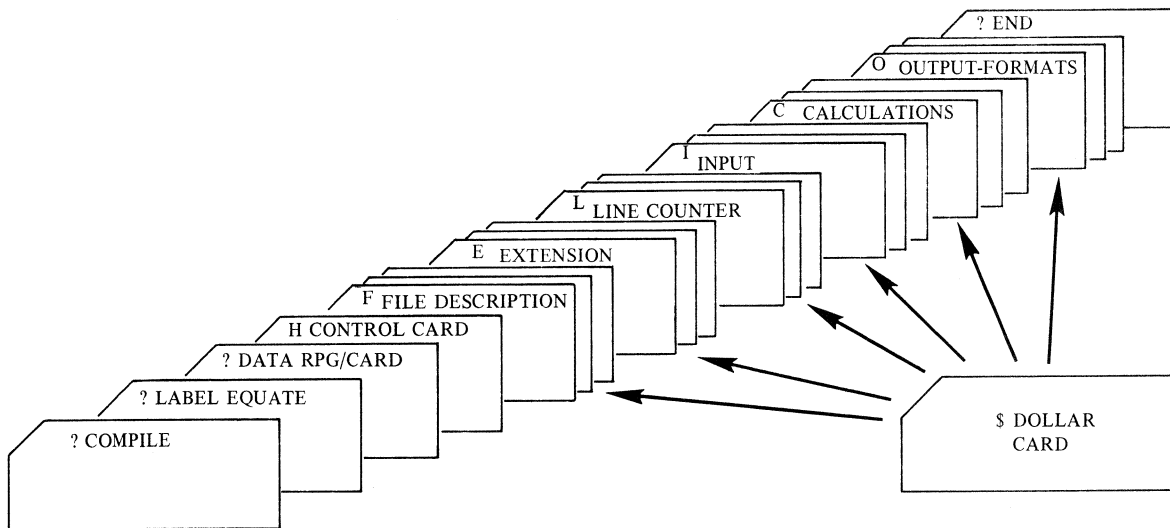 ? END
O OUTPUT-FORMATS
C CALCULATIONS
I INPUT
L LINE COUNTER
E EXTENSION
F FILE DESCRIPTION
H CONTROL CARD
? DATA RPG/CARD
? LABEL EQUATE
? COMPILE
$ DOLLAR
CARD